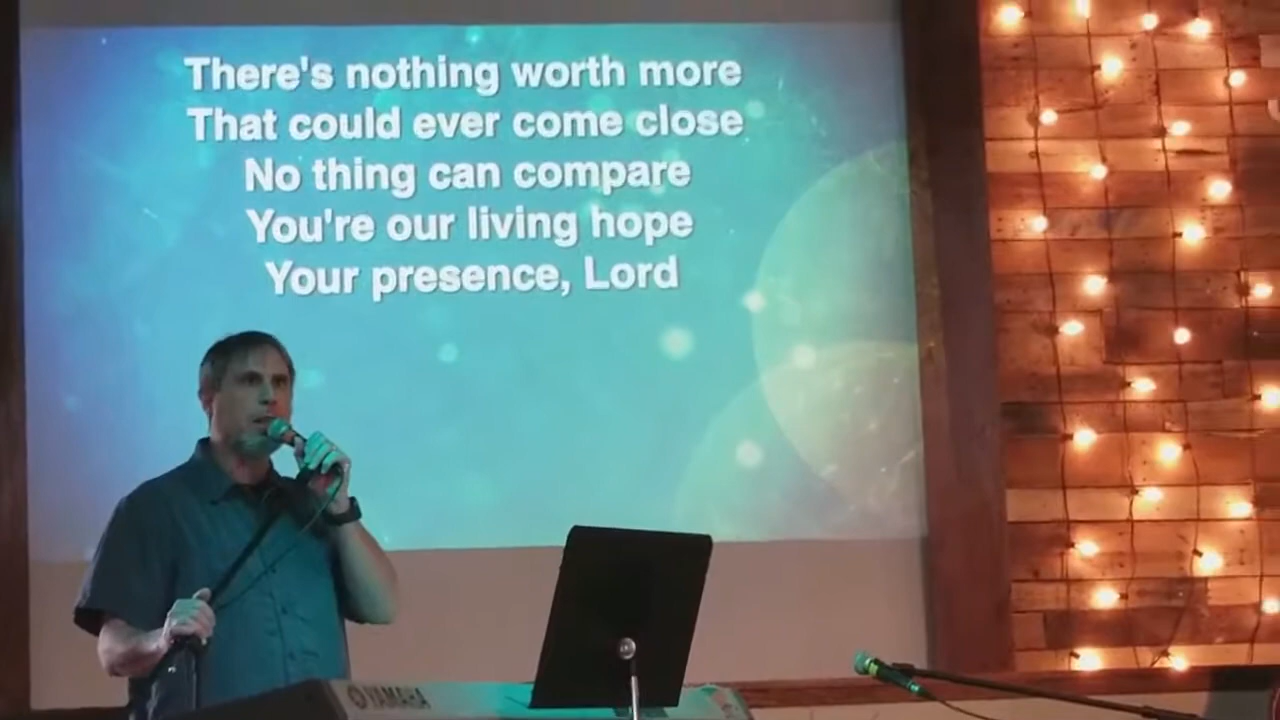 There's nothing worth more
That could ever come close
No thing can compare
You're our living hope
Your presence, Lord
YAMAHA